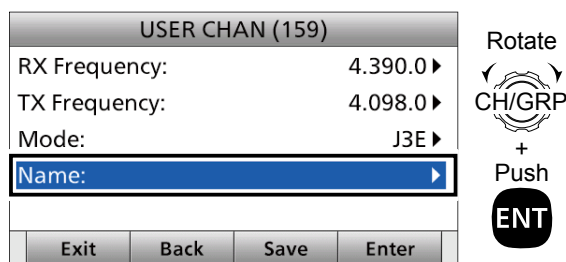 USER CHAN (159)
RX Frequency: 4.390.0
TX Frequency: 4.098.0
Mode: J3E
Name:
Exit Back Save Enter
Rotate
CH/GRP
+
Push
ENT